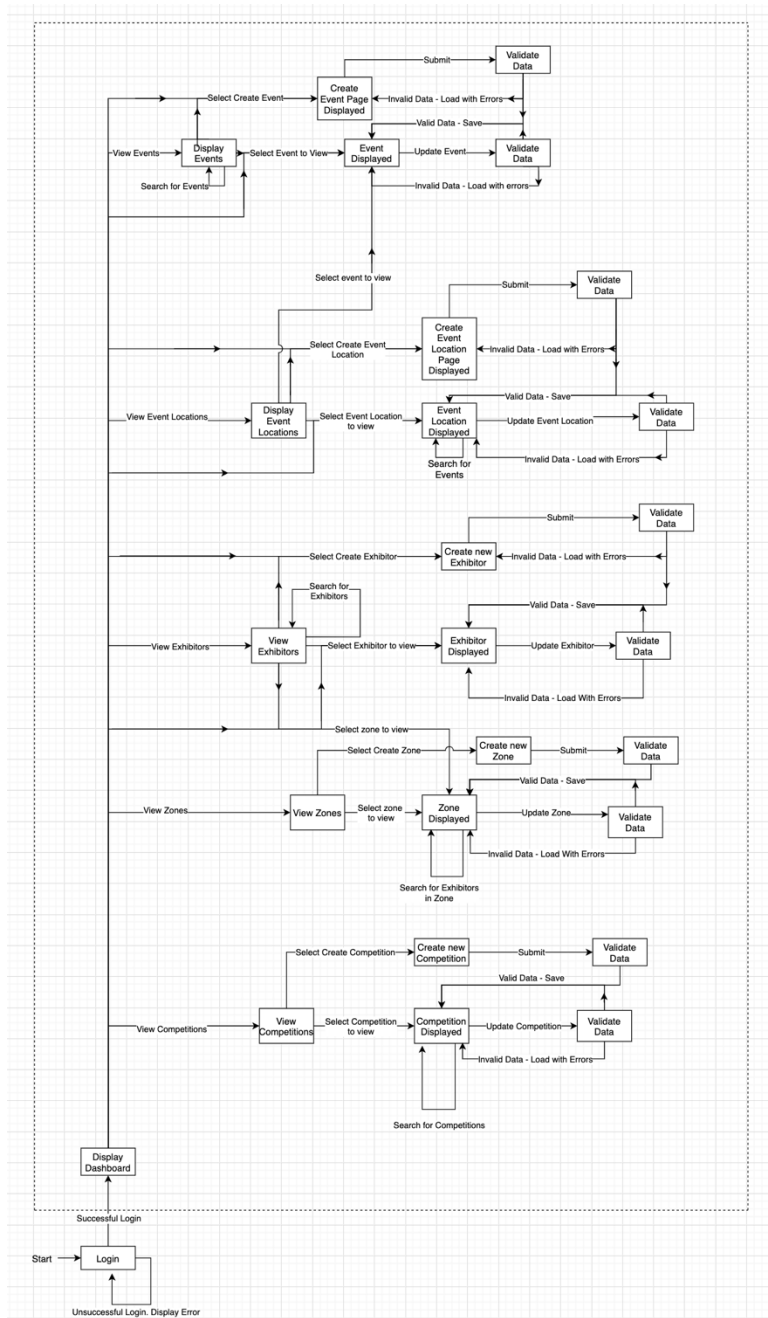 Submit
Validate
Data
Select Create Event
Create
Event Page
Displayed
Invalid Data - Load with Errors
Valid Data - Save
View Events
Display
Events
Select Event to View
Event
Displayed
Update Event
Validate
Data
Search for Events
Invalid Data - Load with errors
Select event to view
Submit
Validate
Data
Select Create Event
Location
Create
Event
Location
Page
Displayed
Invalid Data - Load with Errors
Valid Data - Save
View Event Locations
Display
Event
Locations
Select Event Location
to view
Event
Location
Displayed
Update Event Location
Validate
Data
Search for
Events
Invalid Data - Load with Errors
Submit
Validate
Data
Select Create Exhibitor
Create new
Exhibitor
Invalid Data - Load with Errors
Search for
Exhibitors
Valid Data - Save
View Exhibitors
View
Exhibitors
Select Exhibitor to view
Exhibitor
Displayed
Update Exhibitor
Validate
Data
Invalid Data - Load With Errors
Select zone to view
Select Create Zone
Create new
Zone
Submit
Validate
Data
Valid Data - Save
View Zones
View Zones
Select zone
to view
Zone
Displayed
Update Zone
Validate
Data
Invalid Data - Load With Errors
Search for Exhibitors
in Zone
Select Create Competition
Create new
Competition
Submit
Validate
Data
Valid Data - Save
View Competitions
View
Competitions
Select Competition
to view
Competition
Displayed
Update Competition
Validate
Data
Invalid Data - Load with Errors
Search for Competitions
Display
Dashboard
Successful Login
Start
Login
Unsuccessful Login. Display Error